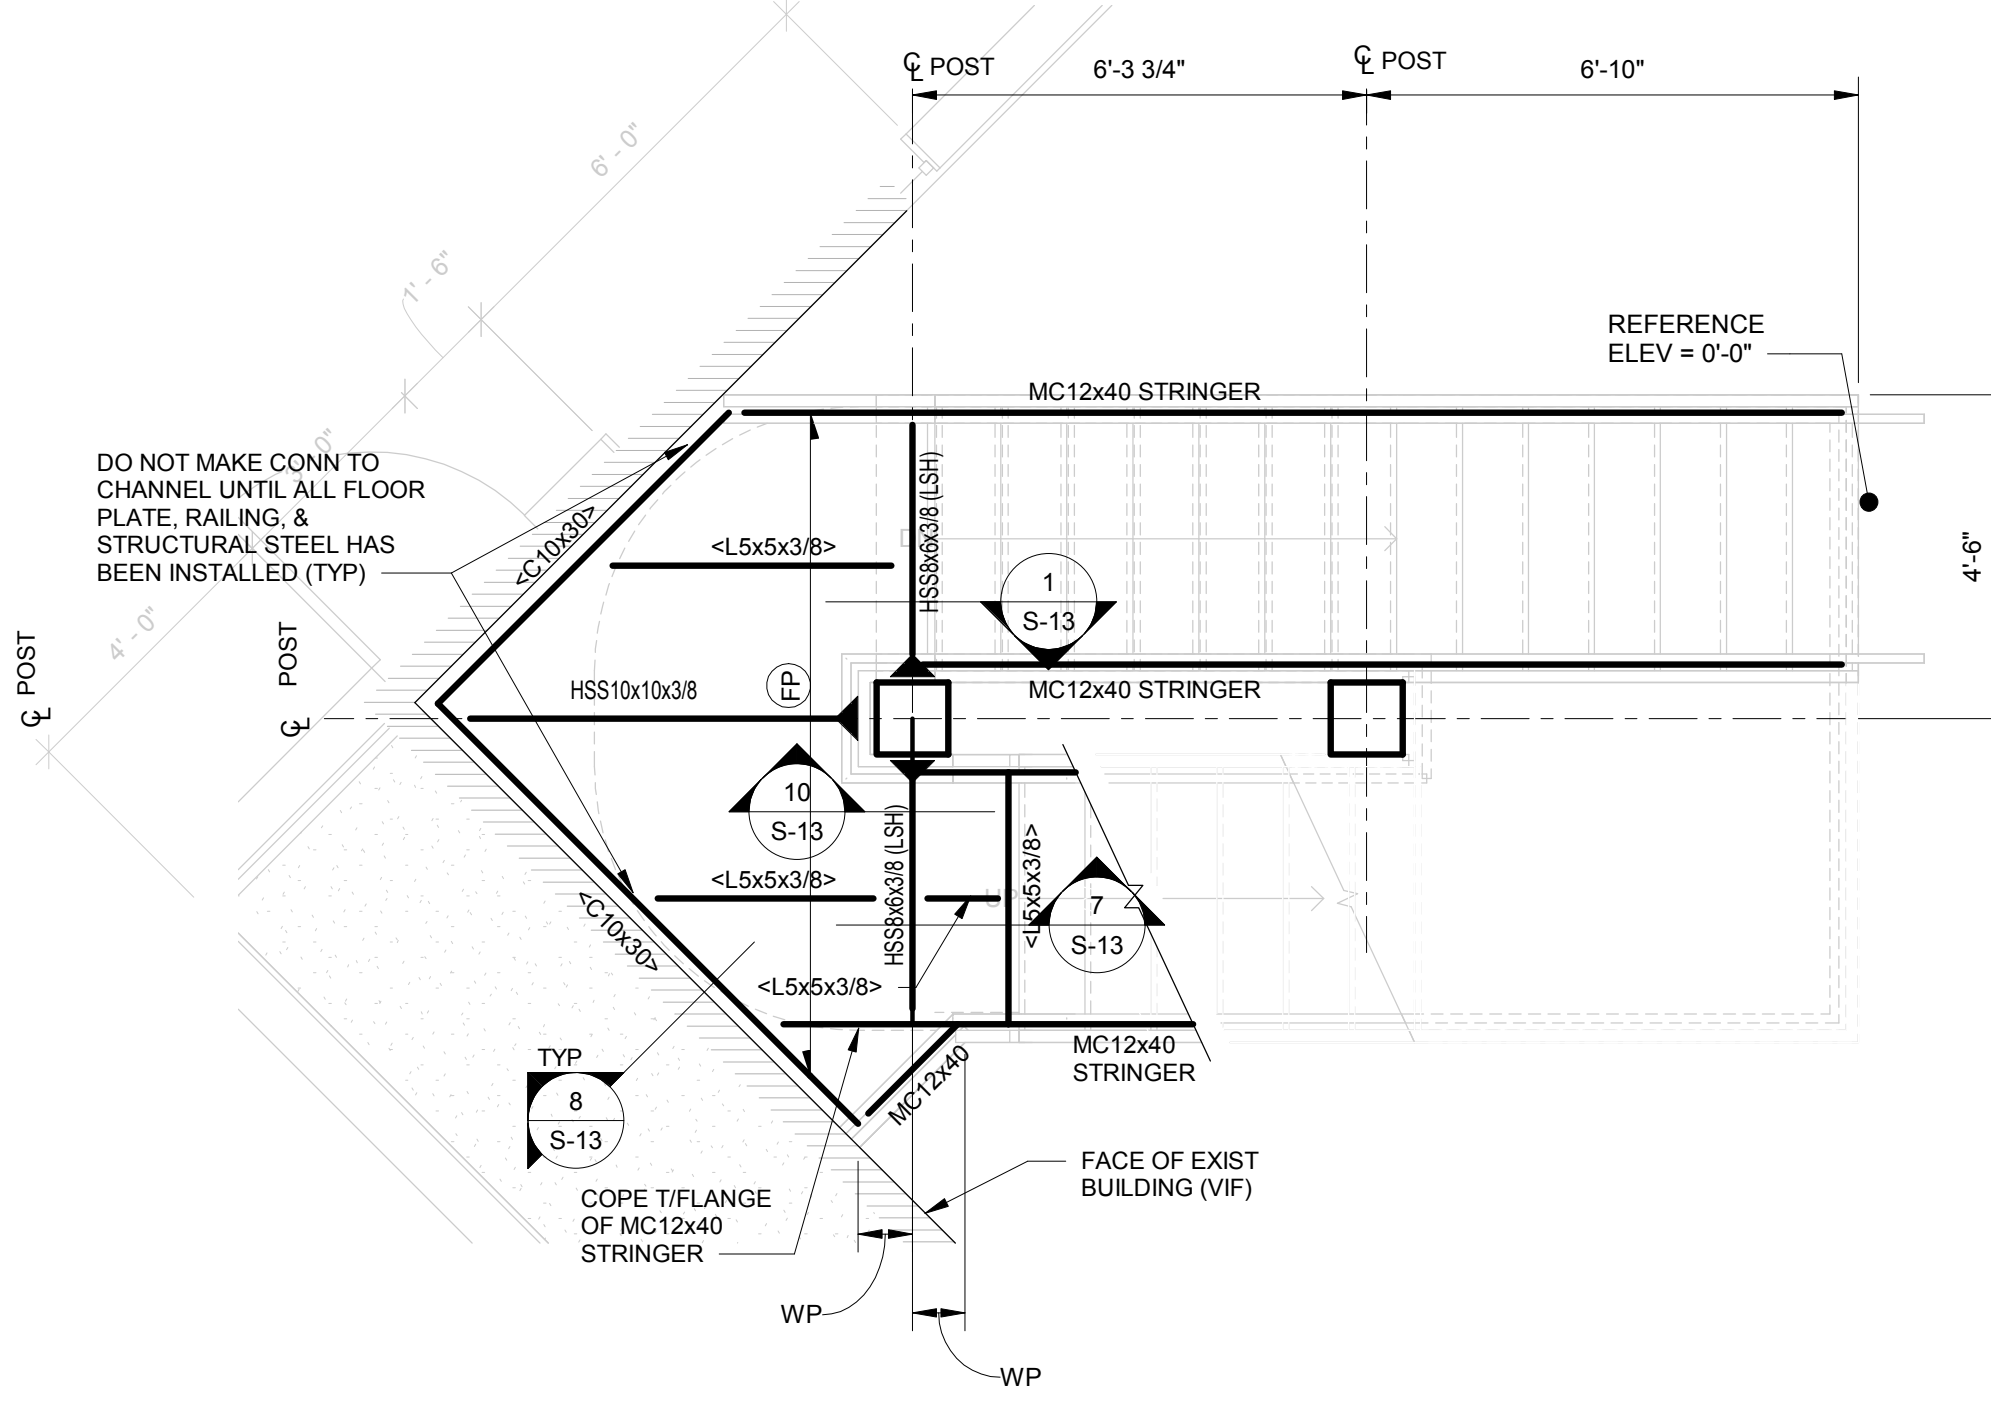 ℄ POST
6'-3 3/4"
℄ POST
6'-10"
6' - 0"
1' - 6"
REFERENCE
ELEV = 0'-0"
MC12x40 STRINGER
DO NOT MAKE CONN TO
CHANNEL UNTIL ALL FLOOR
PLATE, RAILING, &
STRUCTURAL STEEL HAS
BEEN INSTALLED (TYP)
<C10x30>
<L5x5x3/8>
HSS8x6x3/8 (LSH)
1
S-13
4'-6"
4' - 0"
℄ POST
℄ POST
HSS10x10x3/8
FP
MC12x40 STRINGER
10
S-13
HSS8x6x3/8 (LSH)
<L5x5x3/8>
<L5x5x3/8>
7
S-13
<C10x30>
<L5x5x3/8>
MC12x40
STRINGER
MC12x40
TYP
8
S-13
FACE OF EXIST
BUILDING (VIF)
COPE T/FLANGE
OF MC12x40
STRINGER
WP
WP